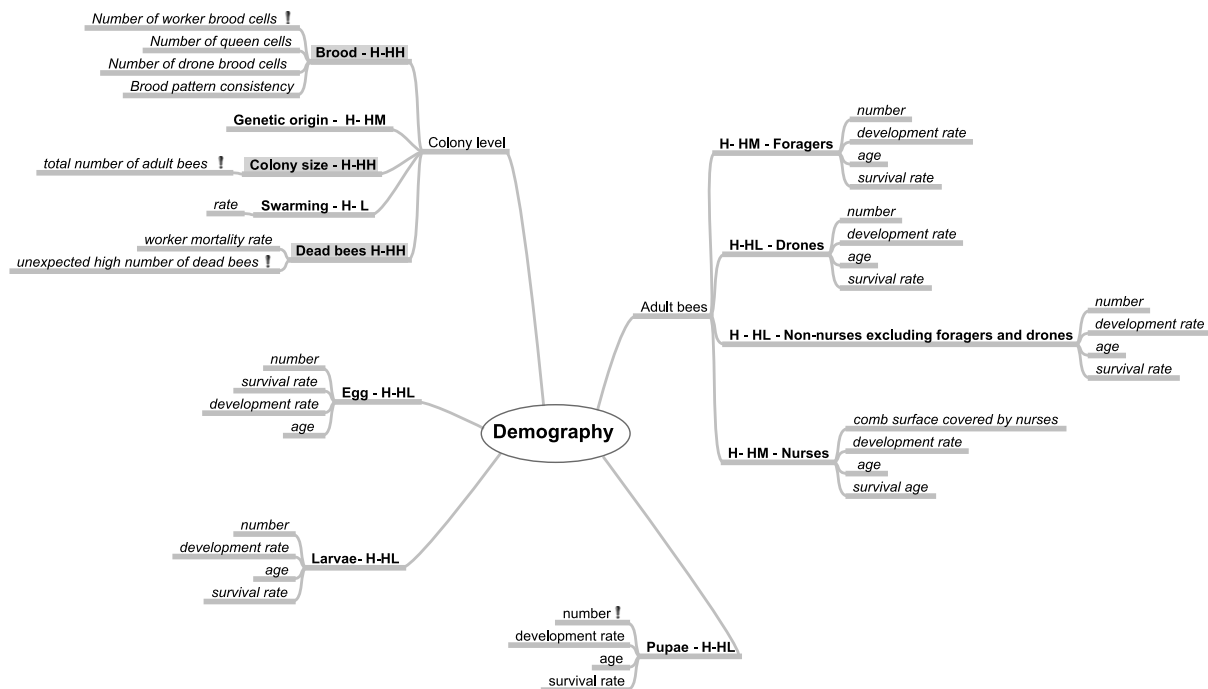 Number of worker brood cells !
Number of queen cells
Number of drone brood cells
Brood pattern consistency
Brood - H-HH
Genetic origin - H- HM
total number of adult bees !
Colony size - H-HH
rate
Swarming - H- L
worker mortality rate
unexpected high number of dead bees !
Dead bees H-HH
Colony level
number
survival rate
development rate
age
Egg - H-HL
Demography
number
development rate
age
survival rate
Larvae- H-HL
number !
development rate
age
survival rate
Pupae - H-HL
Adult bees
H- HM - Foragers
number
development rate
age
survival rate
H-HL - Drones
number
development rate
age
survival rate
H - HL - Non-nurses excluding foragers and drones
number
development rate
age
survival rate
H- HM - Nurses
comb surface covered by nurses
development rate
age
survival age